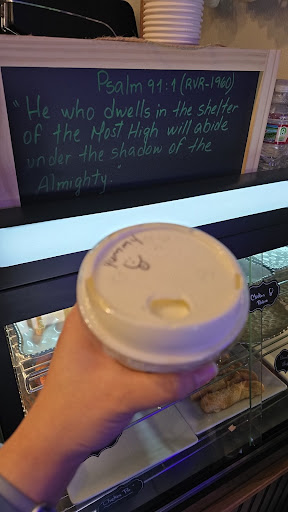 Psalm 91:1 (RVR-1960)
"He who dwells in the shelter
of the Most High will abide
under the shadow of the
Almighty."